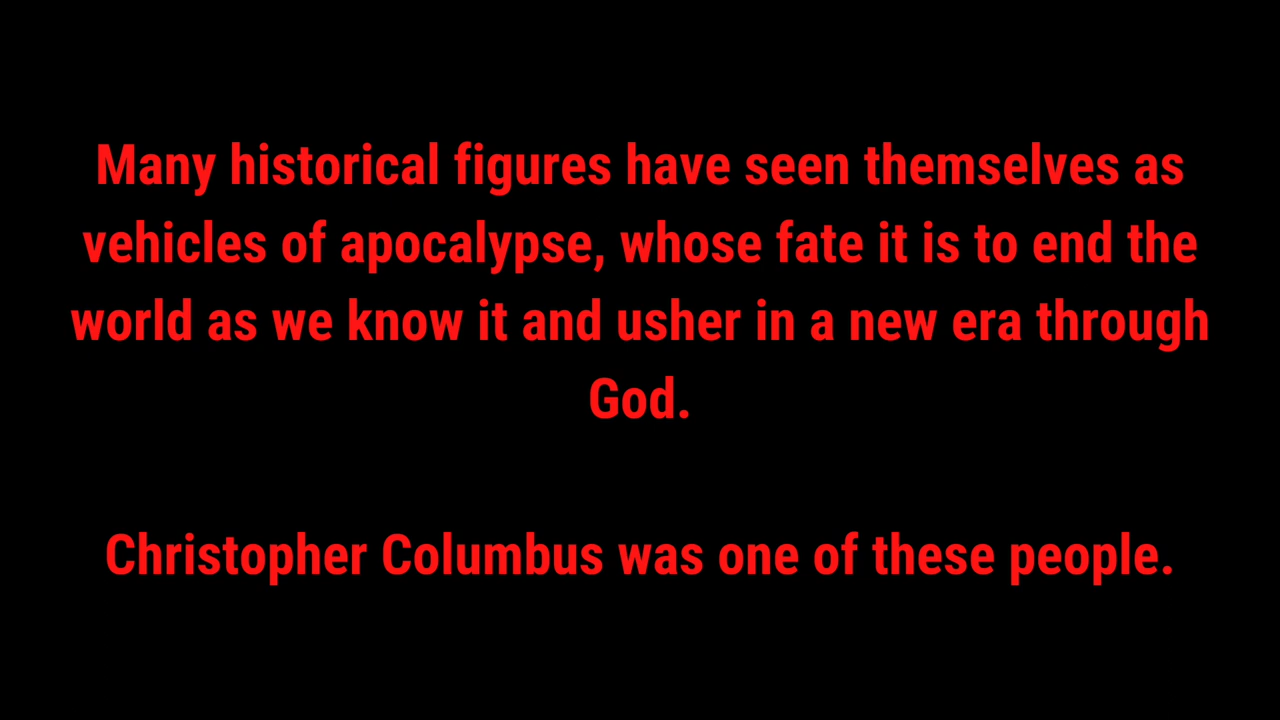 Many historical figures have seen themselves as
vehicles of apocalypse, whose fate it is to end the
world as we know it and usher in a new era through
God.
Christopher Columbus was one of these people.